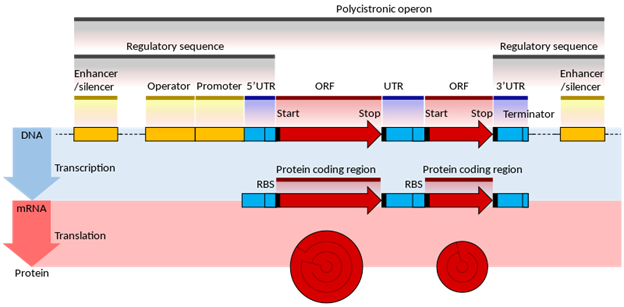 Polycistronic operon
Regulatory sequence Regulatory sequence
Enhancer Enhancer
/silencer Operator Promoter 5'UTR ORF UTR ORF 3'UTR /silencer
Start Stop Start Stop Terminator
DNA
Transcription Protein coding region Protein coding region
RBS RBS
mRNA
Translation
Protein